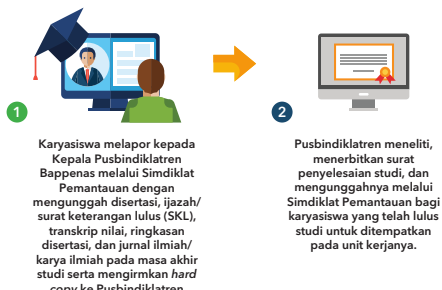 1
Karyasiswa melapor kepada
Kepala Pusbindiklatren
Bappenas melalui Simdiklat
Pemantauan dengan
mengunggah disertasi, ijazah/
surat keterangan lulus (SKL),
transkrip nilai, ringkasan
disertasi, dan jurnal ilmiah/
karya ilmiah pada masa akhir
studi serta mengirmkan hard
copy ke Pusbindiklatren
2
Pusbindiklatren meneliti,
menerbitkan surat
penyelesaian studi, dan
mengunggahnya melalui
Simdiklat Pemantauan bagi
karyasiswa yang telah lulus
studi untuk ditempatkan
pada unit kerjanya.